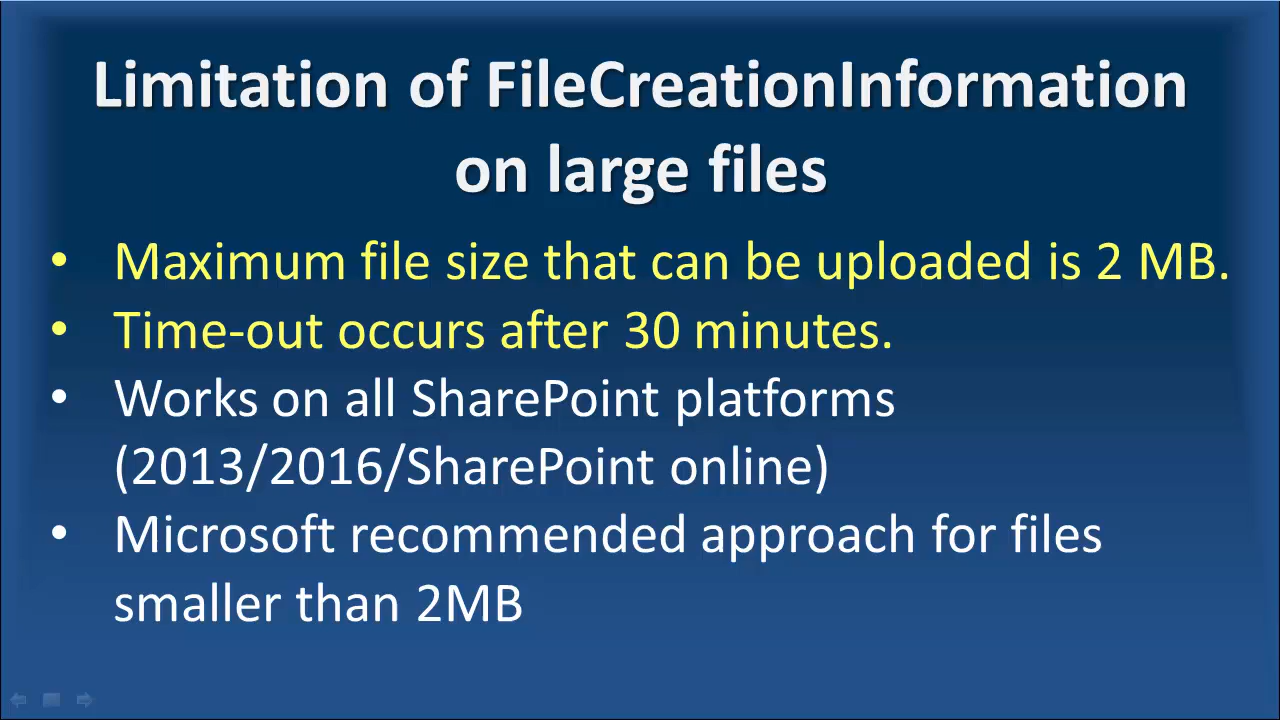 Limitation of FileCreationInformation
on large files
• Maximum file size that can be uploaded is 2 MB.
• Time-out occurs after 30 minutes.
• Works on all SharePoint platforms
(2013/2016/SharePoint online)
• Microsoft recommended approach for files
smaller than 2MB